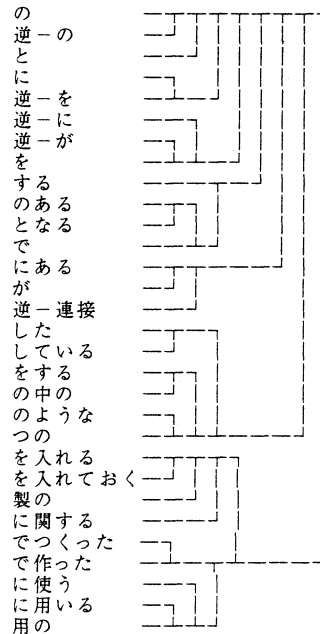 の
逆－の
と
に
逆－を
逆－に
逆－が
を
する
のある
となる
で
にある
が
逆－連接
した
している
をする
の中の
のような
つの
を入れる
を入れておく
製の
に関する
でつくった
で作った
に使う
に用いる
用の